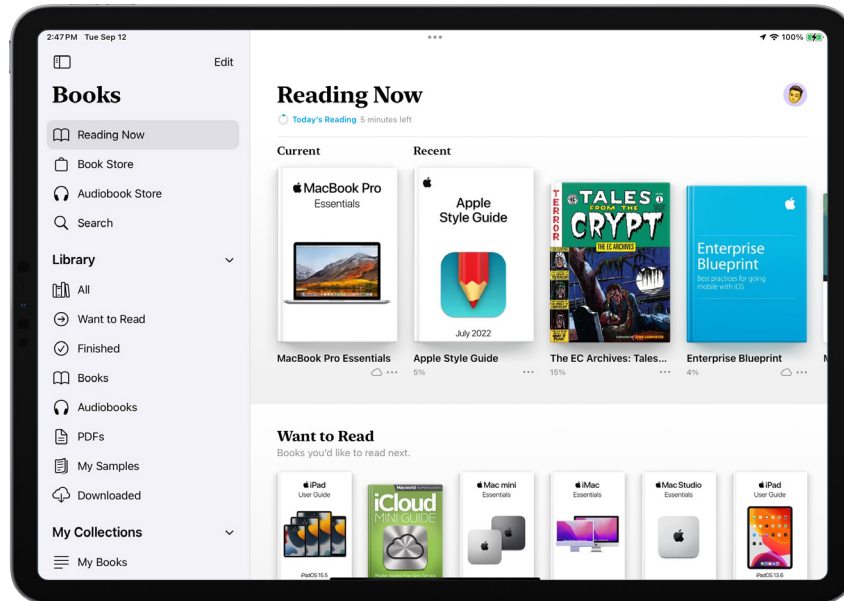 2:47 PM Tue Sep 12
100%
Edit
Books
Reading Now
Book Store
Audiobook Store
Search
Library
All
Want to Read
Finished
Books
Audiobooks
PDFs
My Samples
Downloaded
My Collections
My Books
Reading Now
Today's Reading 5 minutes left
Current
Recent
MacBook Pro
Essentials
MacBook Pro Essentials
Apple
Style Guide
July 2022
Apple Style Guide
5%
TERROR
TALES
FROM THE
CRYPT
THE EC ARCHIVES
The EC Archives: Tales...
15%
Enterprise
Blueprint
Best practices for going
mobile with iOS
Enterprise Blueprint
4%
Want to Read
Books you'd like to read next.
iPad
User Guide
iPadOS 15.5
iCloud
MINI GUIDE
Mac mini
Essentials
iMac
Essentials
Mac Studio
Essentials
iPad
User Guide
iPadOS 13.6